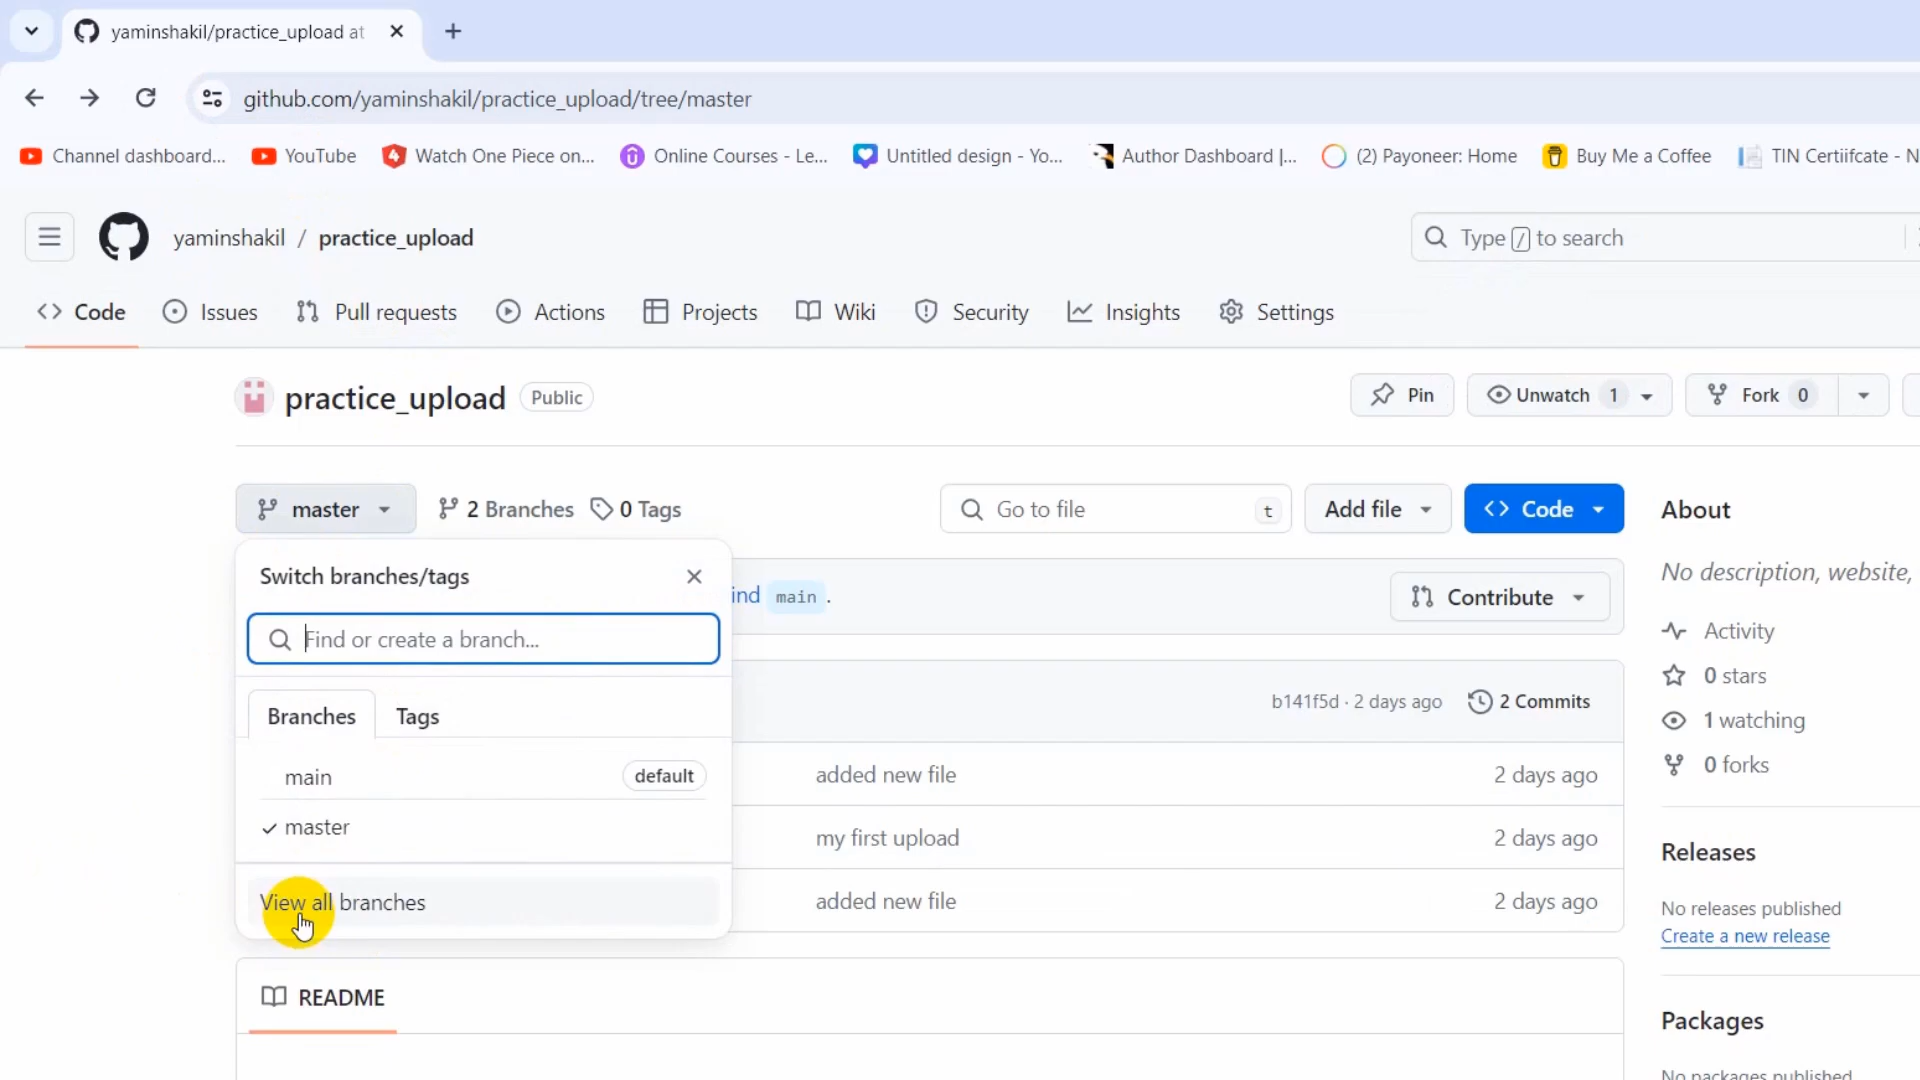 yaminshakil/practice_upload at
github.com/yaminshakil/practice_upload/tree/master
Channel dashboard... YouTube Watch One Piece on... Online Courses - Le... Untitled design - Yo... Author Dashboard |... (2) Payoneer: Home Buy Me a Coffee TIN Certiifcate - N
yaminshakil / practice_upload
Type / to search
Code Issues Pull requests Actions Projects Wiki Security Insights Settings
practice_upload Public
Pin Unwatch 1 Fork 0
master 2 Branches 0 Tags
Go to file t Add file Code
About
No description, website,
Switch branches/tags
ind main .
Contribute
Find or create a branch...
Activity
0 stars
1 watching
0 forks
Branches Tags
b141f5d · 2 days ago 2 Commits
main default
added new file 2 days ago
master
my first upload 2 days ago
View all branches
added new file 2 days ago
Releases
No releases published
Create a new release
README
Packages
No packages published